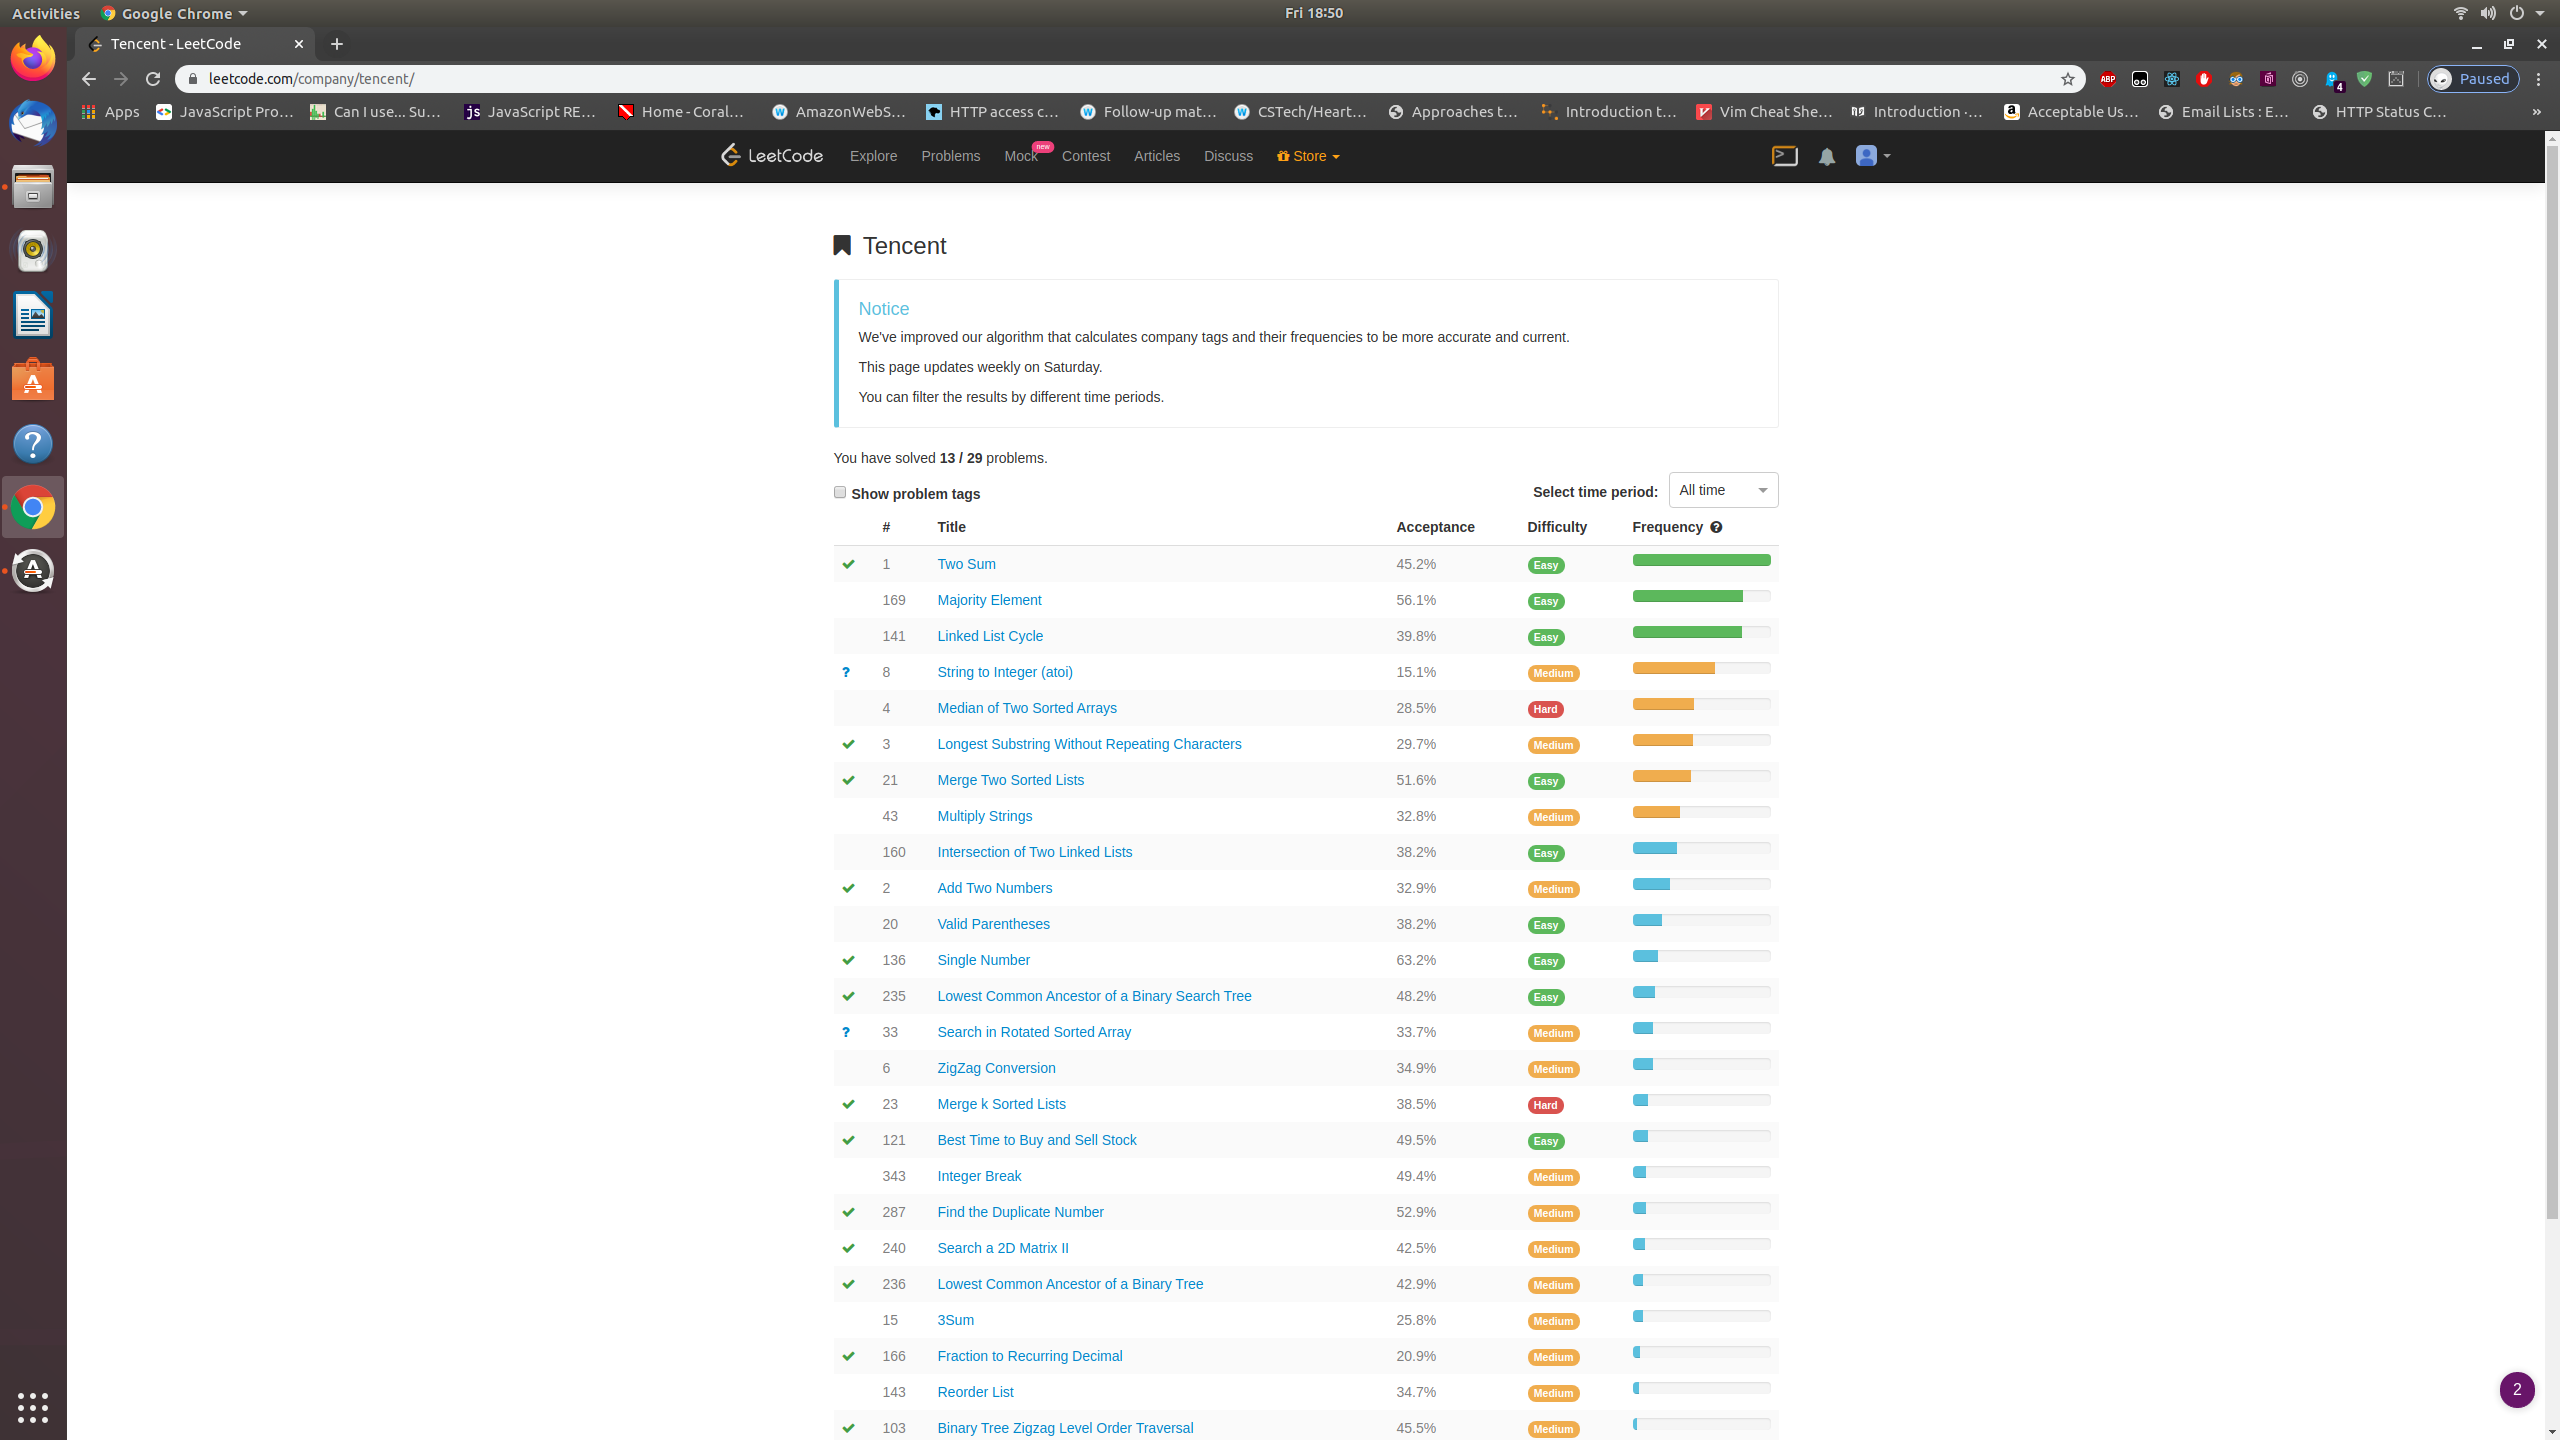 Activities Google Chrome Fri 18:50
Tencent - LeetCode
leetcode.com/company/tencent/ ABP 4 Paused
Apps JavaScript Pro… Can I use... Su… js JavaScript RE… Home - Coral… AmazonWebS… HTTP access c… Follow-up mat… CSTech/Heart… Approaches t… Introduction t… Vim Cheat She… Introduction ·… Acceptable Us… Email Lists : E… HTTP Status C… »
LeetCode Explore Problems Mock new Contest Articles Discuss Store
Tencent
Notice
We've improved our algorithm that calculates company tags and their frequencies to be more accurate and current.
This page updates weekly on Saturday.
You can filter the results by different time periods.
You have solved 13 / 29 problems.
Show problem tags Select time period: All time
# Title Acceptance Difficulty Frequency ?
1 Two Sum 45.2% Easy
169 Majority Element 56.1% Easy
141 Linked List Cycle 39.8% Easy
? 8 String to Integer (atoi) 15.1% Medium
4 Median of Two Sorted Arrays 28.5% Hard
3 Longest Substring Without Repeating Characters 29.7% Medium
21 Merge Two Sorted Lists 51.6% Easy
43 Multiply Strings 32.8% Medium
160 Intersection of Two Linked Lists 38.2% Easy
2 Add Two Numbers 32.9% Medium
20 Valid Parentheses 38.2% Easy
136 Single Number 63.2% Easy
235 Lowest Common Ancestor of a Binary Search Tree 48.2% Easy
? 33 Search in Rotated Sorted Array 33.7% Medium
6 ZigZag Conversion 34.9% Medium
23 Merge k Sorted Lists 38.5% Hard
121 Best Time to Buy and Sell Stock 49.5% Easy
343 Integer Break 49.4% Medium
287 Find the Duplicate Number 52.9% Medium
240 Search a 2D Matrix II 42.5% Medium
236 Lowest Common Ancestor of a Binary Tree 42.9% Medium
15 3Sum 25.8% Medium
166 Fraction to Recurring Decimal 20.9% Medium
143 Reorder List 34.7% Medium
2
103 Binary Tree Zigzag Level Order Traversal 45.5% Medium